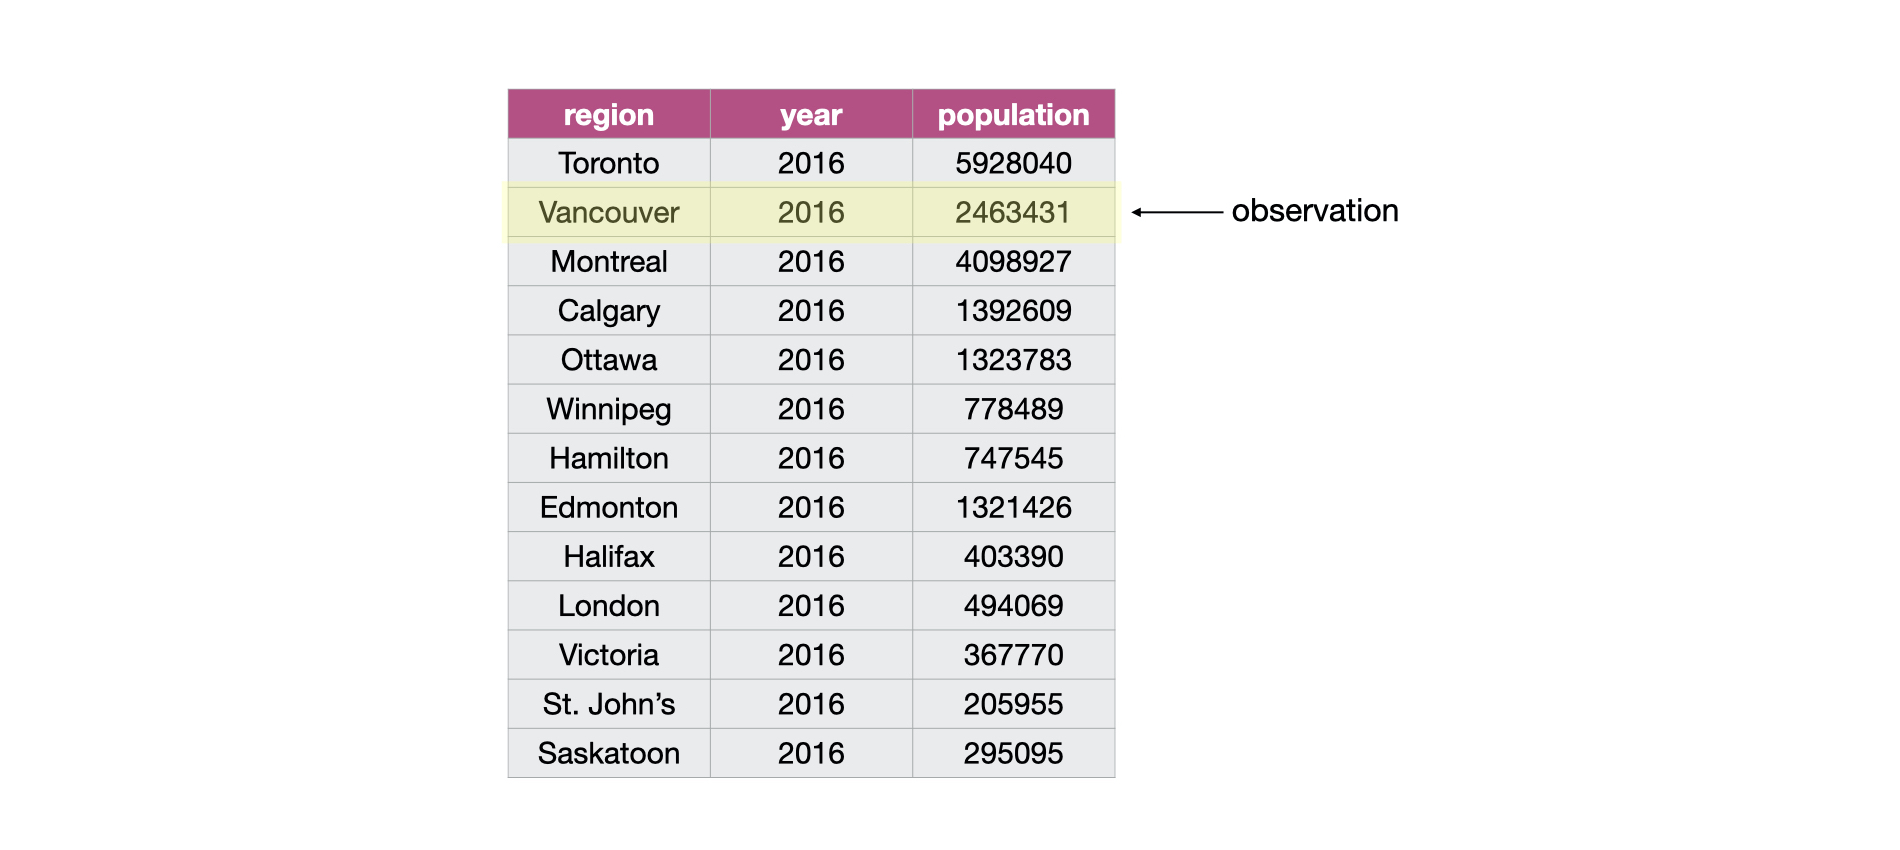 region year population
Toronto 2016 5928040
Vancouver 2016 2463431 observation
Montreal 2016 4098927
Calgary 2016 1392609
Ottawa 2016 1323783
Winnipeg 2016 778489
Hamilton 2016 747545
Edmonton 2016 1321426
Halifax 2016 403390
London 2016 494069
Victoria 2016 367770
St. John’s 2016 205955
Saskatoon 2016 295095